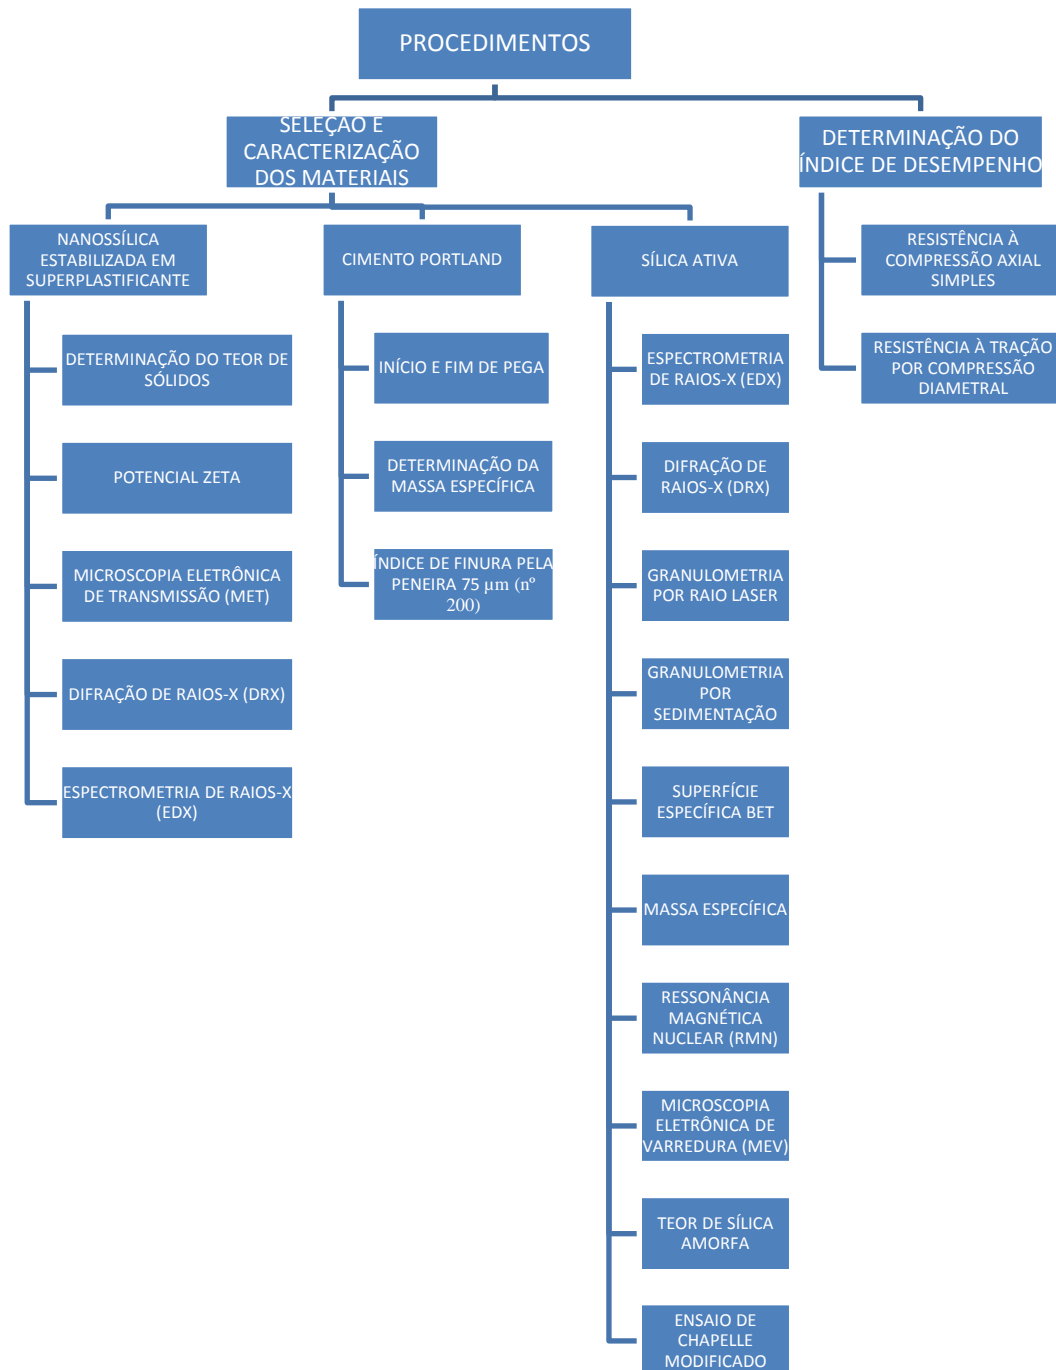 PROCEDIMENTOS
SELEÇÃO E
CARACTERIZAÇÃO
DOS MATERIAIS
DETERMINAÇÃO DO
ÍNDICE DE DESEMPENHO
NANOSSÍLICA
ESTABILIZADA EM
SUPERPLASTIFICANTE
CIMENTO PORTLAND
SÍLICA ATIVA
RESISTÊNCIA À
COMPRESSÃO AXIAL
SIMPLES
DETERMINAÇÃO DO TEOR DE
SÓLIDOS
POTENCIAL ZETA
MICROSCOPIA ELETRÔNICA
DE TRANSMISSÃO (MET)
DIFRAÇÃO DE RAIOS-X (DRX)
ESPECTROMETRIA DE RAIOS-X
(EDX)
INÍCIO E FIM DE PEGA
DETERMINAÇÃO DA
MASSA ESPECÍFICA
ÍNDICE DE FINURA PELA
PENEIRA 75 µm (nº
200)
ESPECTROMETRIA
DE RAIOS-X (EDX)
DIFRAÇÃO DE
RAIOS-X (DRX)
GRANULOMETRIA
POR RAIO LASER
GRANULOMETRIA
POR
SEDIMENTAÇÃO
SUPERFÍCIE
ESPECÍFICA BET
MASSA ESPECÍFICA
RESSONÂNCIA
MAGNÉTICA
NUCLEAR (RMN)
MICROSCOPIA
ELETRÔNICA DE
VARREDURA (MEV)
TEOR DE SÍLICA
AMORFA
ENSAIO DE
CHAPELLE
MODIFICADO
RESISTÊNCIA À TRAÇÃO
POR COMPRESSÃO
DIAMETRAL